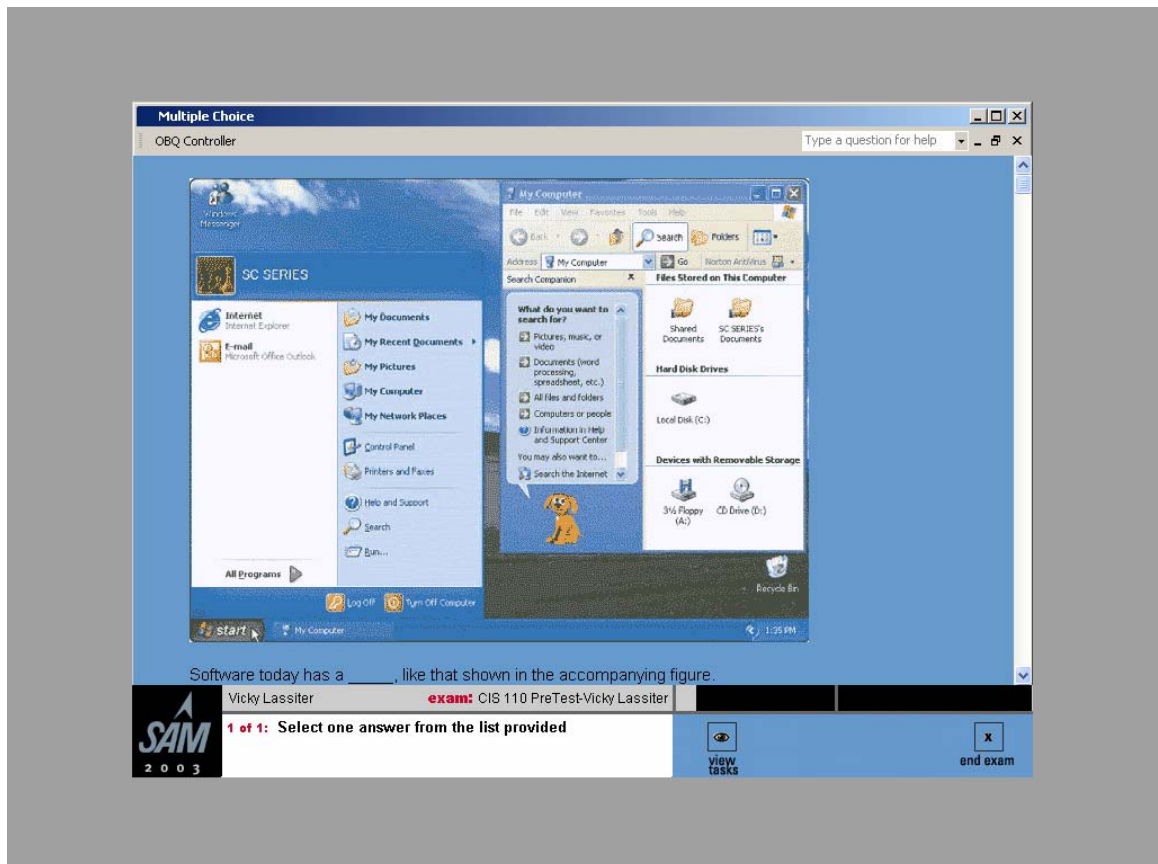 Multiple Choice
OBQ Controller
Type a question for help
Windows
Messenger
My Computer
File Edit View Favorites Tools Help
Back
Search
Folders
Address My Computer
Go
Norton AntiVirus
SC SERIES
Search Companion
Files Stored on This Computer
Internet
Internet Explorer
E-mail
Microsoft Office Outlook
My Documents
My Recent Documents
My Pictures
My Computer
My Network Places
Control Panel
Printers and Faxes
Help and Support
Search
Run...
All Programs
Log Off
Turn Off Computer
What do you want to
search for?
Pictures, music, or
video
Documents (word
processing,
spreadsheet, etc.)
All files and folders
Computers or people
Information in Help
and Support Center
You may also want to...
Search the Internet
Shared
Documents
SC SERIES's
Documents
Hard Disk Drives
Local Disk (C:)
Devices with Removable Storage
3½ Floppy
(A:)
CD Drive (D:)
Recycle Bin
start
My Computer
1:35 PM
Software today has a _____, like that shown in the accompanying figure.
Vicky Lassiter
exam: CIS 110 PreTest-Vicky Lassiter
SAM
2003
1 of 1: Select one answer from the list provided
view
tasks
x
end exam